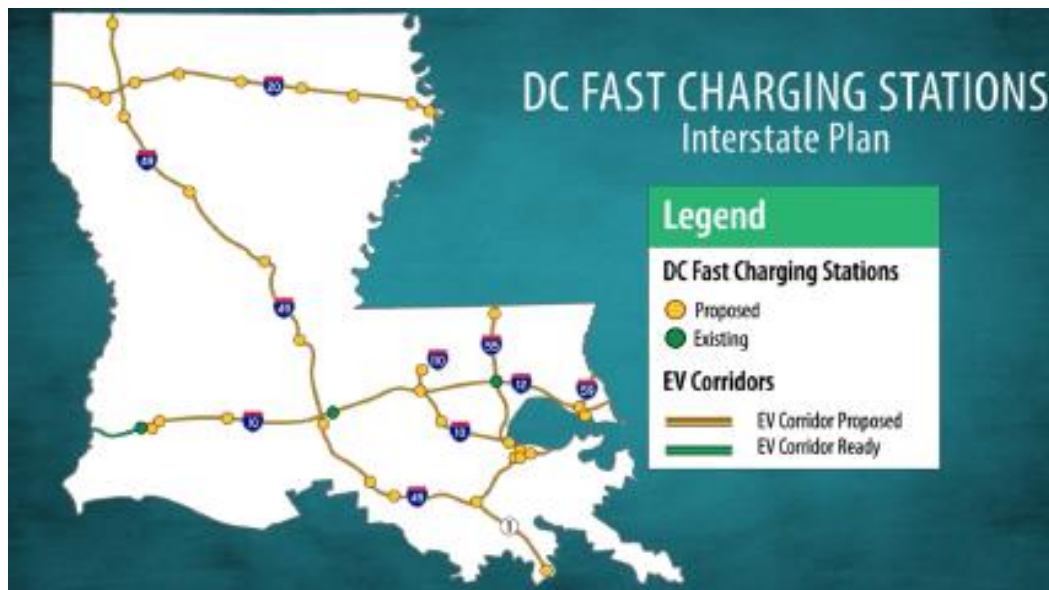 DC FAST CHARGING STATIONS
Interstate Plan
Legend
DC Fast Charging Stations
Proposed
Existing
EV Corridors
EV Corridor Proposed
EV Corridor Ready
20
49
49
110
55
12
59
10
10
49
1